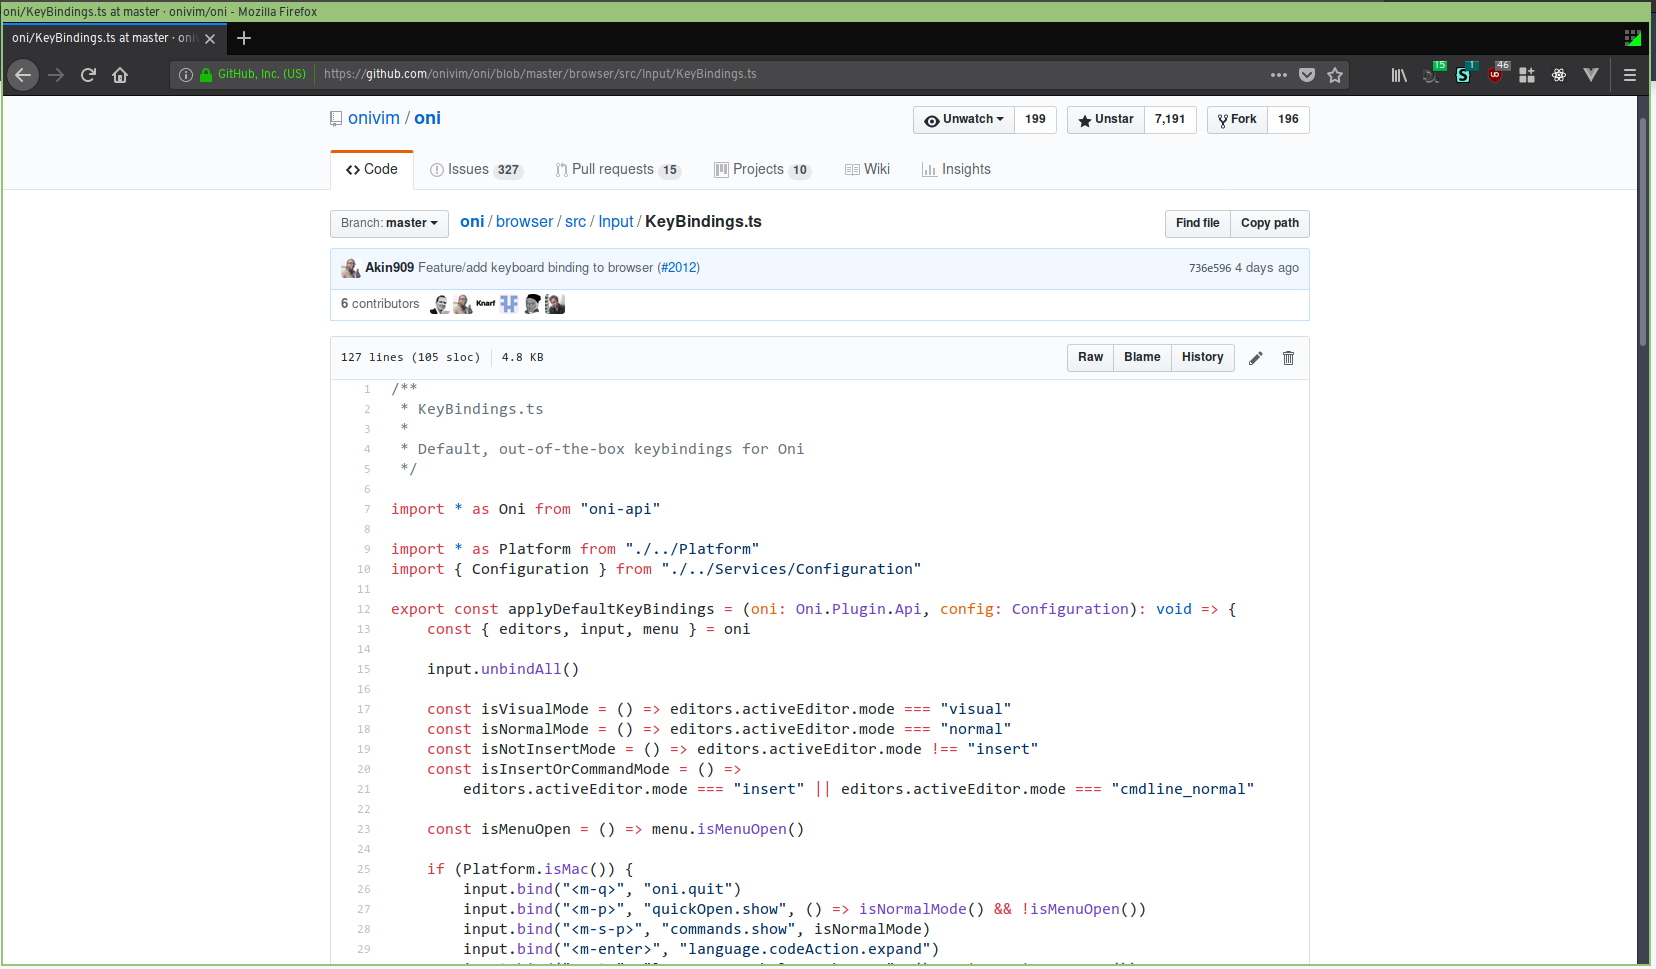 oni/KeyBindings.ts at master · onivim/oni - Mozilla Firefox
oni/KeyBindings.ts at master · oni
GitHub, Inc. (US) https://github.com/onivim/oni/blob/master/browser/src/Input/KeyBindings.ts 15 1 46
onivim / oni Unwatch 199 Unstar 7,191 Fork 196
Code Issues 327 Pull requests 15 Projects 10 Wiki Insights
Branch: master oni / browser / src / Input / KeyBindings.ts Find file Copy path
Akin909 Feature/add keyboard binding to browser (#2012) 736e596 4 days ago
6 contributors Knarf
127 lines (105 sloc) 4.8 KB Raw Blame History
1 /**
2  * KeyBindings.ts
3  *
4  * Default, out-of-the-box keybindings for Oni
5  */
6
7 import * as Oni from "oni-api"
8
9 import * as Platform from "./../Platform"
10 import { Configuration } from "./../Services/Configuration"
11
12 export const applyDefaultKeyBindings = (oni: Oni.Plugin.Api, config: Configuration): void => {
13     const { editors, input, menu } = oni
14
15     input.unbindAll()
16
17     const isVisualMode = () => editors.activeEditor.mode === "visual"
18     const isNormalMode = () => editors.activeEditor.mode === "normal"
19     const isNotInsertMode = () => editors.activeEditor.mode !== "insert"
20     const isInsertOrCommandMode = () =>
21         editors.activeEditor.mode === "insert" || editors.activeEditor.mode === "cmdline_normal"
22
23     const isMenuOpen = () => menu.isMenuOpen()
24
25     if (Platform.isMac()) {
26         input.bind("<m-q>", "oni.quit")
27         input.bind("<m-p>", "quickOpen.show", () => isNormalMode() && !isMenuOpen())
28         input.bind("<m-s-p>", "commands.show", isNormalMode)
29         input.bind("<m-enter>", "language.codeAction.expand")